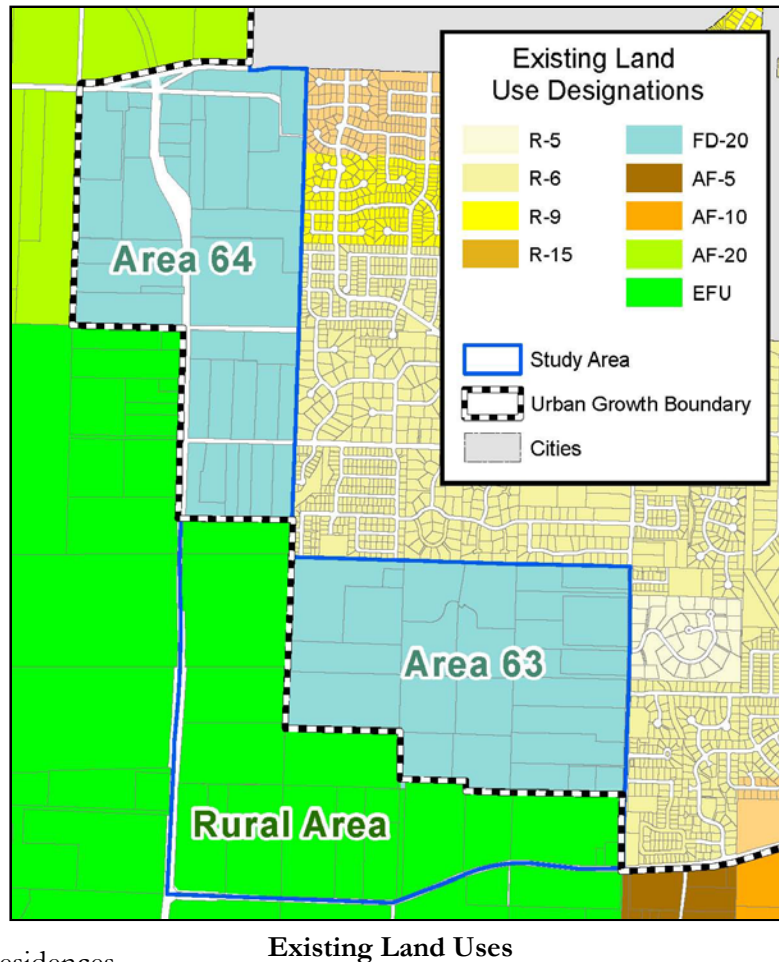 Existing Land
Use Designations
R-5
FD-20
R-6
AF-5
R-9
AF-10
R-15
AF-20
EFU
Study Area
Urban Growth Boundary
Cities
Area 64
Area 63
Rural Area
Existing Land Uses